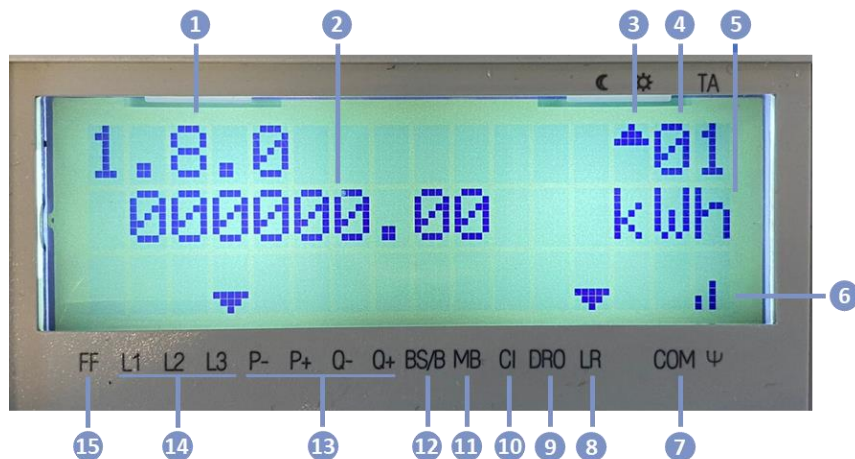 1 2 3 4 5
☾ ☼ TA
1.8.0 01
000000.00 kWh
6
FF L1 L2 L3 P- P+ Q- Q+ BS/B MB CI DRO LR COM Ψ
15 14 13 12 11 10 9 8 7